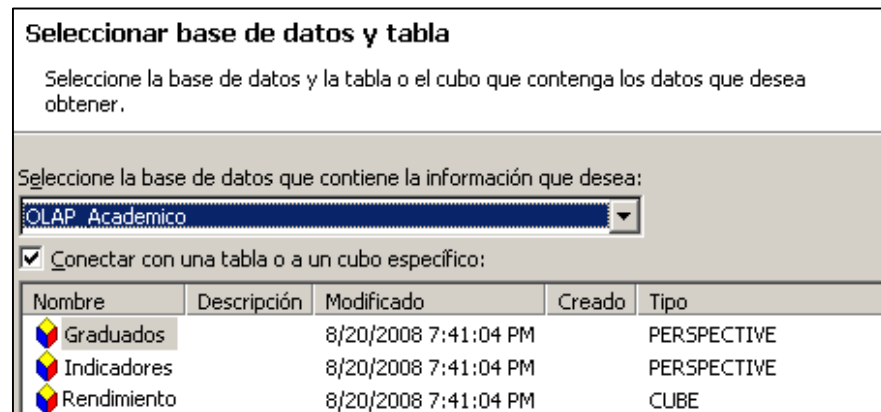 Seleccionar base de datos y tabla
Seleccione la base de datos y la tabla o el cubo que contenga los datos que desea
obtener.
Seleccione la base de datos que contiene la información que desea:
OLAP_Academico
Conectar con una tabla o a un cubo específico:
Nombre Descripción Modificado Creado Tipo
Graduados 8/20/2008 7:41:04 PM PERSPECTIVE
Indicadores 8/20/2008 7:41:04 PM PERSPECTIVE
Rendimiento 8/20/2008 7:41:04 PM CUBE